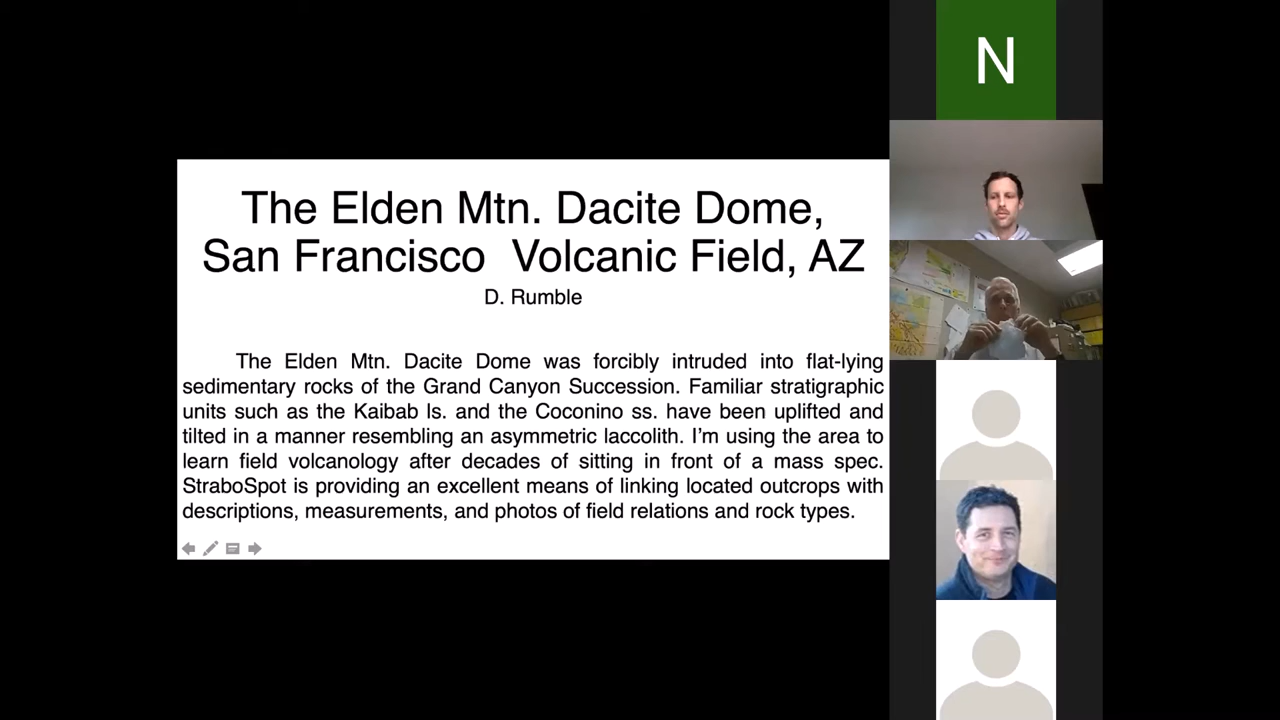 The Elden Mtn. Dacite Dome,
San Francisco Volcanic Field, AZ
D. Rumble
The Elden Mtn. Dacite Dome was forcibly intruded into flat-lying
sedimentary rocks of the Grand Canyon Succession. Familiar stratigraphic
units such as the Kaibab ls. and the Coconino ss. have been uplifted and
tilted in a manner resembling an asymmetric laccolith. I'm using the area to
learn field volcanology after decades of sitting in front of a mass spec.
StraboSpot is providing an excellent means of linking located outcrops with
descriptions, measurements, and photos of field relations and rock types.
N